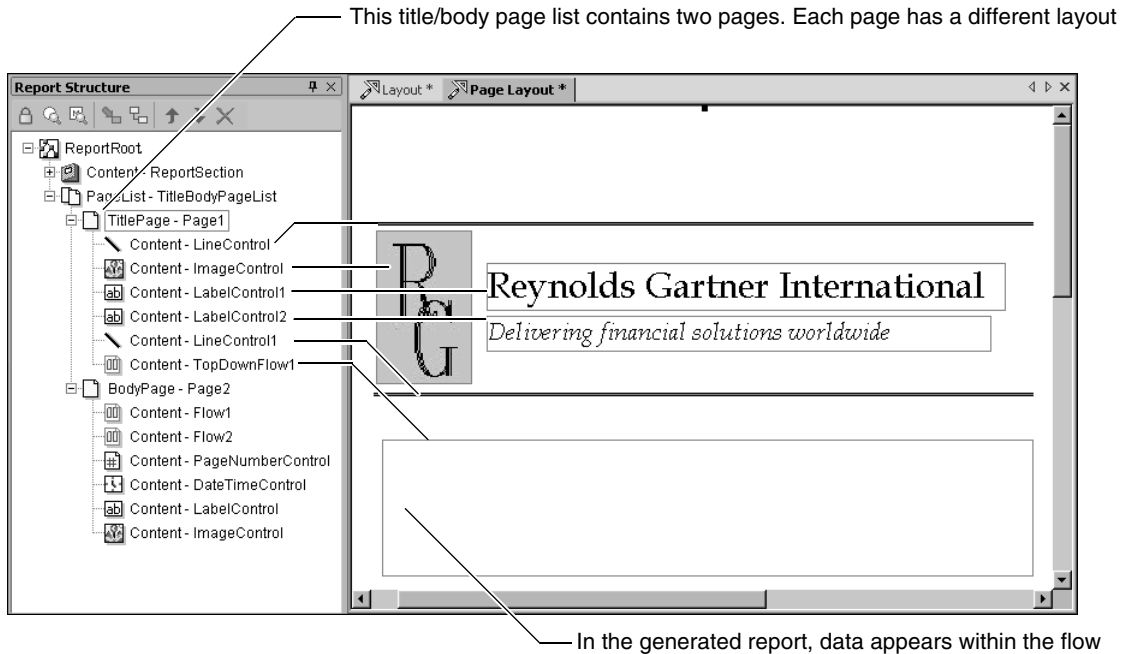 This title/body page list contains two pages. Each page has a different layout
Report Structure
Layout *
Page Layout *
ReportRoot
Content - ReportSection
PageList - TitleBodyPageList
TitlePage - Page1
Content - LineControl
Content - ImageControl
Content - LabelControl1
Content - LabelControl2
Content - LineControl1
Content - TopDownFlow1
BodyPage - Page2
Content - Flow1
Content - Flow2
Content - PageNumberControl
Content - DateTimeControl
Content - LabelControl
Content - ImageControl
RGG
Reynolds Gartner International
Delivering financial solutions worldwide
In the generated report, data appears within the flow